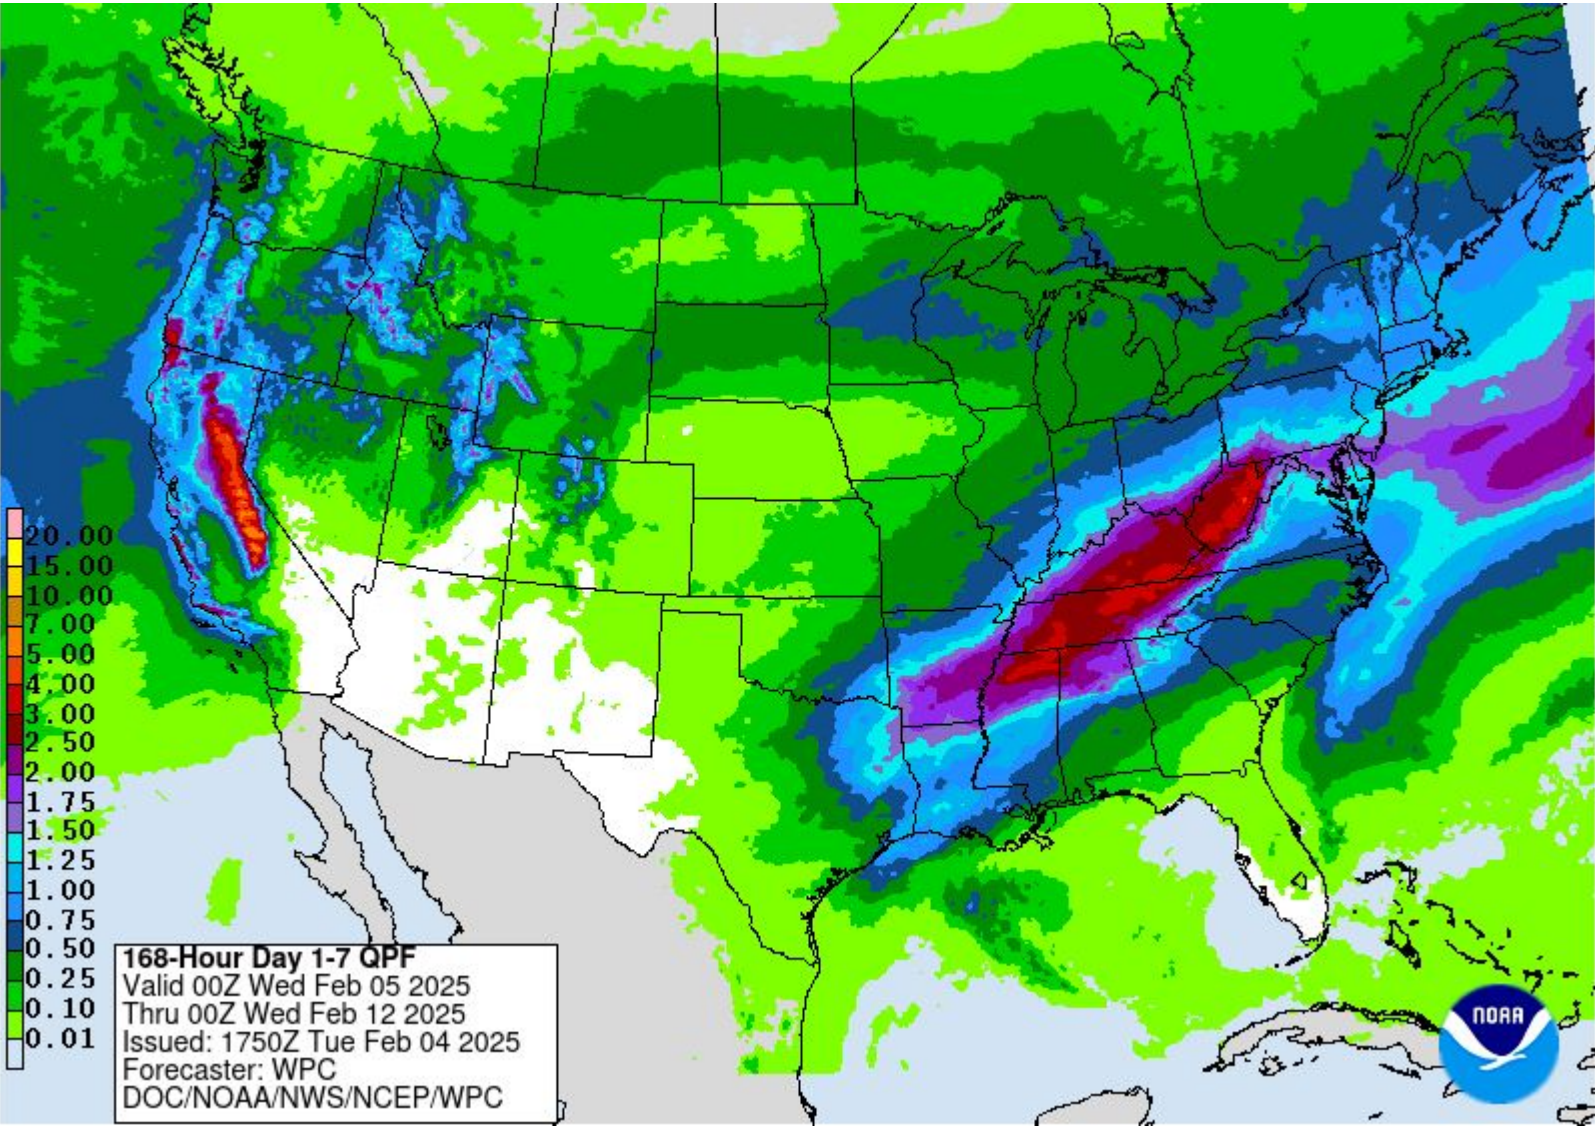 20.00
15.00
10.00
7.00
5.00
4.00
3.00
2.50
2.00
1.75
1.50
1.25
1.00
0.75
0.50
0.25
0.10
0.01
168-Hour Day 1-7 QPF
Valid 00Z Wed Feb 05 2025
Thru 00Z Wed Feb 12 2025
Issued: 1750Z Tue Feb 04 2025
Forecaster: WPC
DOC/NOAA/NWS/NCEP/WPC
NOAA